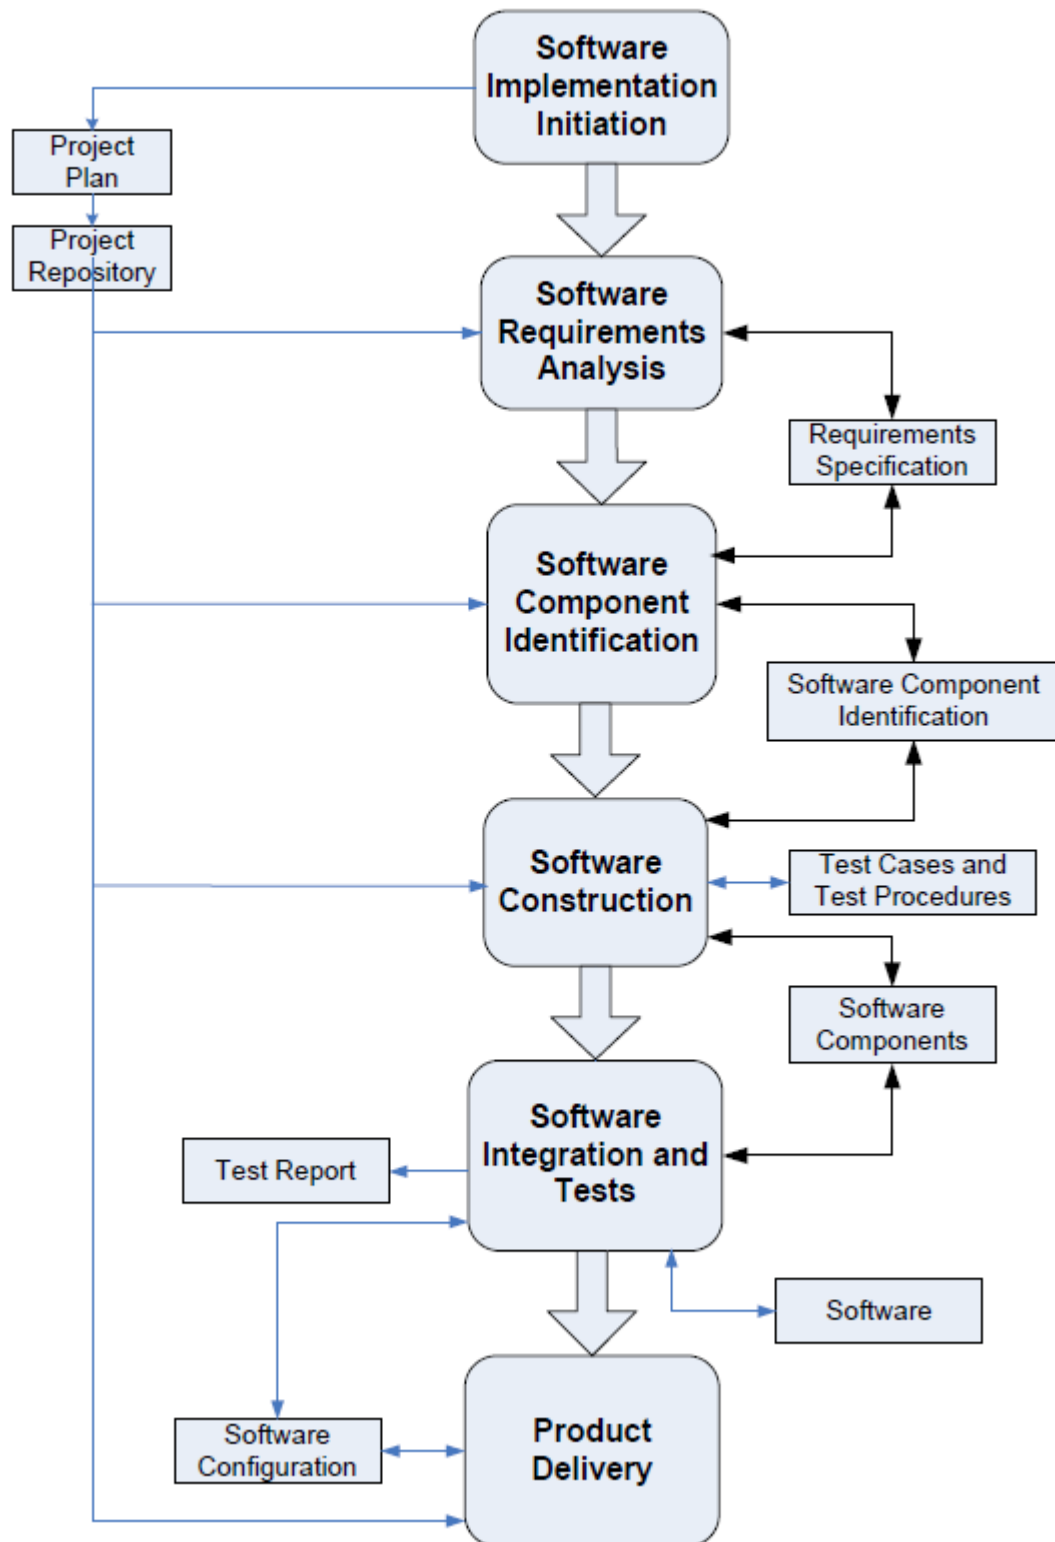 Software
Implementation
Initiation
Project
Plan
Project
Repository
Software
Requirements
Analysis
Requirements
Specification
Software
Component
Identification
Software Component
Identification
Software
Construction
Test Cases and
Test Procedures
Software
Components
Software
Integration and
Tests
Test Report
Software
Software
Configuration
Product
Delivery